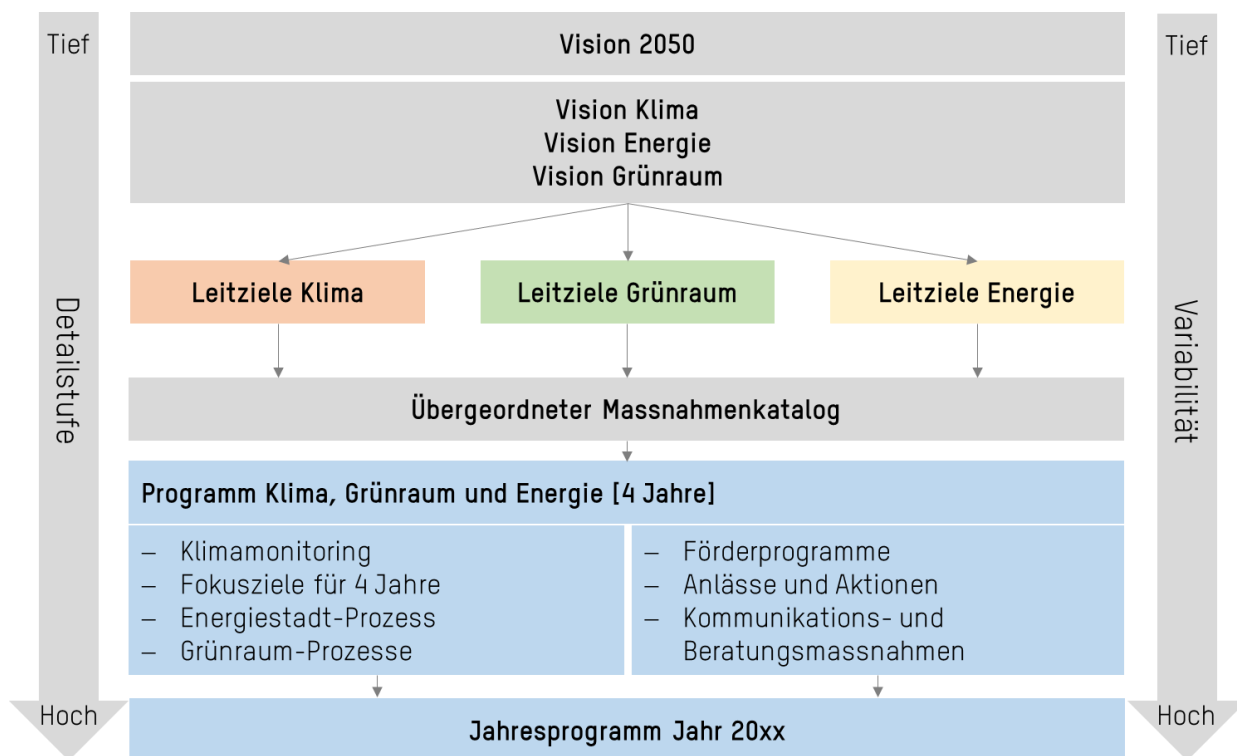 Tief
Vision 2050
Tief
Vision Klima
Vision Energie
Vision Grünraum
Leitziele Klima
Leitziele Grünraum
Leitziele Energie
Detailstufe
Variabilität
Übergeordneter Massnahmenkatalog
Programm Klima, Grünraum und Energie [4 Jahre]
– Klimamonitoring
– Fokusziele für 4 Jahre
– Energiestadt-Prozess
– Grünraum-Prozesse
– Förderprogramme
– Anlässe und Aktionen
– Kommunikations- und
Beratungsmassnahmen
Hoch
Jahresprogramm Jahr 20xx
Hoch